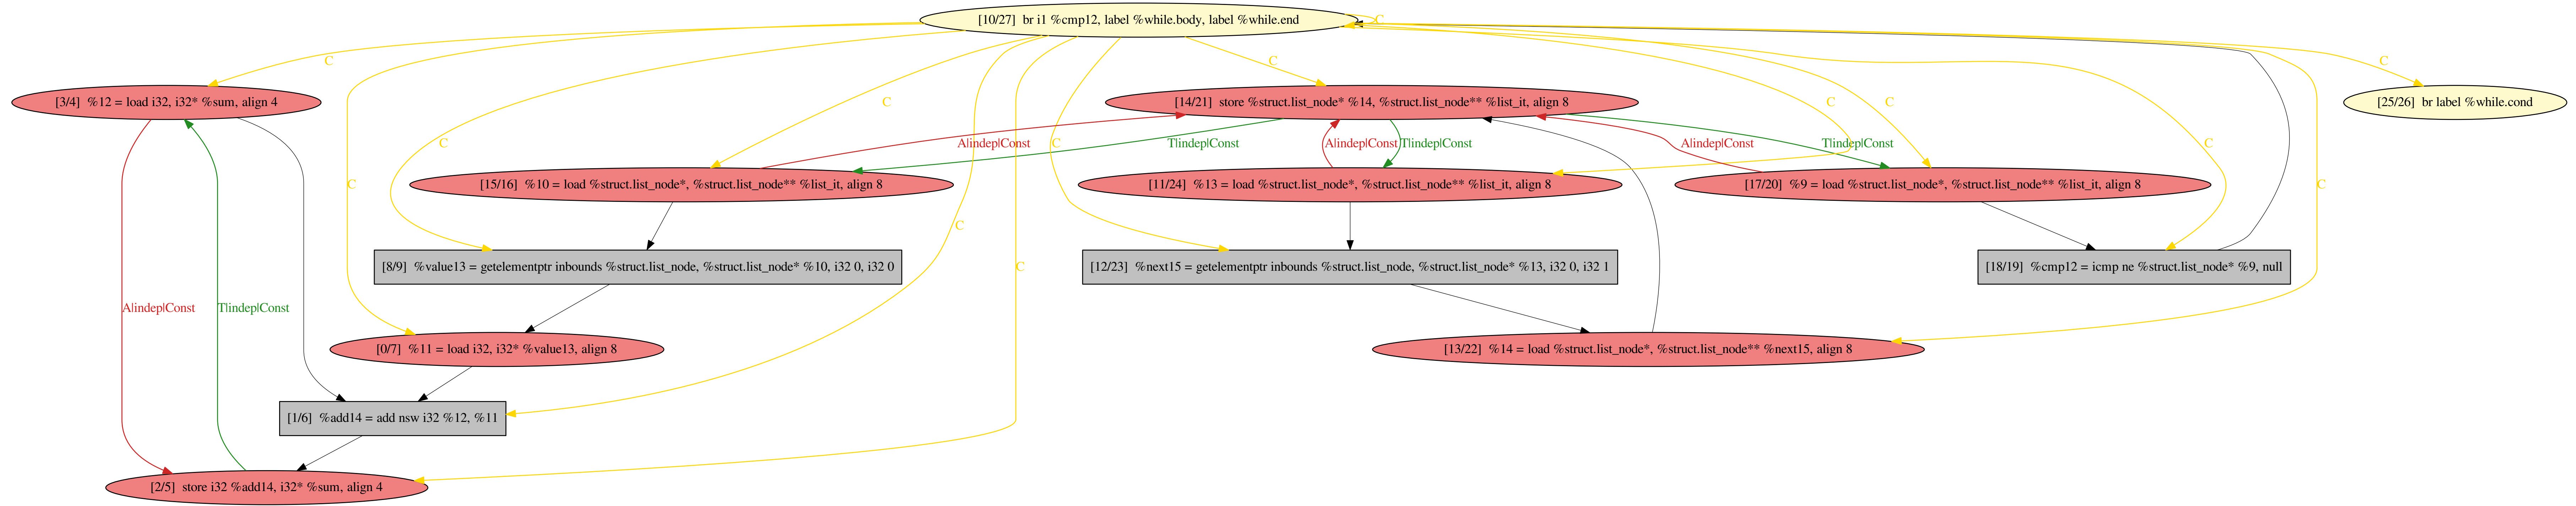 [10/27]  br i1 %cmp12, label %while.body, label %while.end
C
C
C
C
[3/4]  %12 = load i32, i32* %sum, align 4
[14/21]  store %struct.list_node* %14, %struct.list_node** %list_it, align 8
C
C
C
[25/26]  br label %while.cond
C
C
A|indep|Const
T|indep|Const
A|indep|Const
T|indep|Const
A|indep|Const
T|indep|Const
C
C
[15/16]  %10 = load %struct.list_node*, %struct.list_node** %list_it, align 8
[11/24]  %13 = load %struct.list_node*, %struct.list_node** %list_it, align 8
[17/20]  %9 = load %struct.list_node*, %struct.list_node** %list_it, align 8
C
C
[8/9]  %value13 = getelementptr inbounds %struct.list_node, %struct.list_node* %10, i32 0, i32 0
C
[12/23]  %next15 = getelementptr inbounds %struct.list_node, %struct.list_node* %13, i32 0, i32 1
[18/19]  %cmp12 = icmp ne %struct.list_node* %9, null
A|indep|Const
T|indep|Const
[0/7]  %11 = load i32, i32* %value13, align 8
[13/22]  %14 = load %struct.list_node*, %struct.list_node** %next15, align 8
[1/6]  %add14 = add nsw i32 %12, %11
[2/5]  store i32 %add14, i32* %sum, align 4